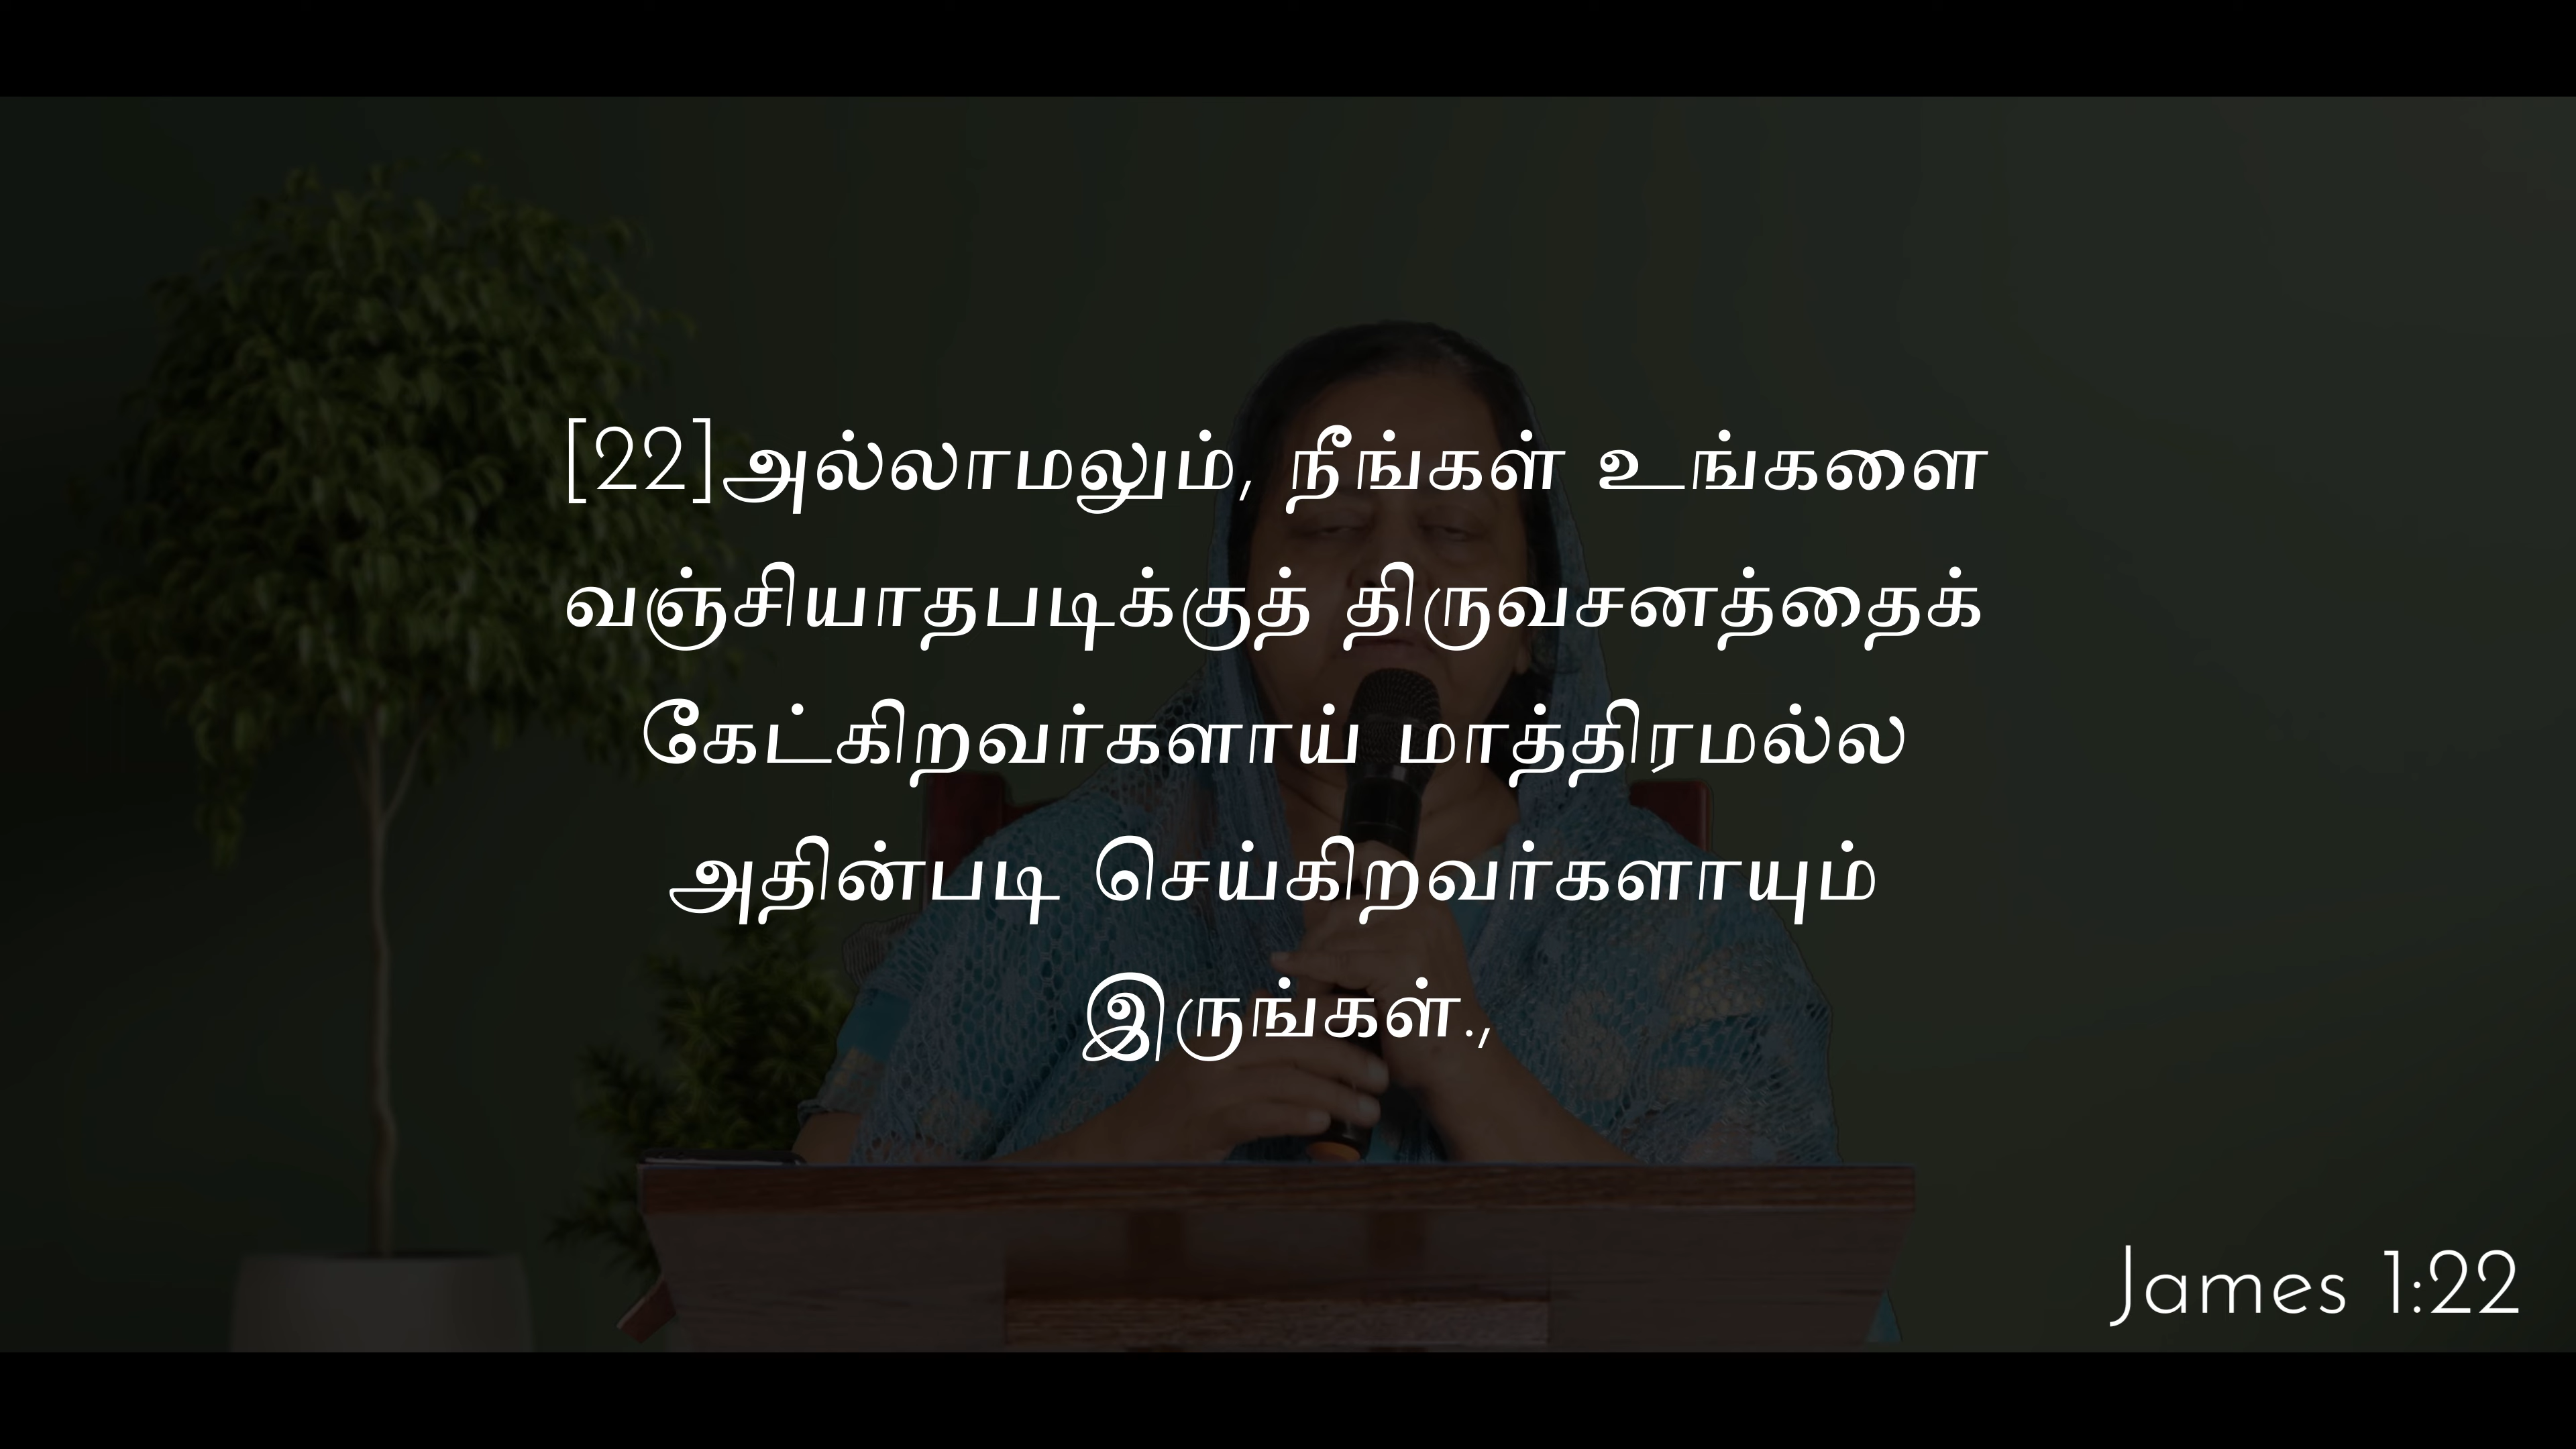 [22]அல்லாமலும், நீங்கள் உங்களை
வஞ்சியாதபடிக்குத் திருவசனத்தைக்
கேட்கிறவர்களாய் மாத்திரமல்ல
அதின்படி செய்கிறவர்களாயும்
இருங்கள்.,
James 1:22